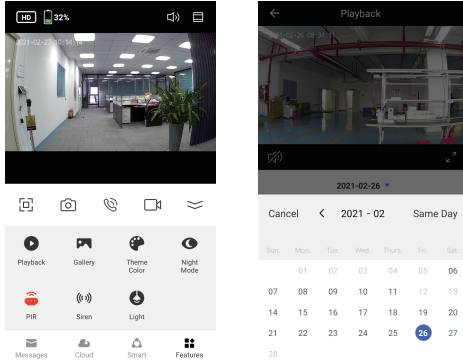 HD 32%
2021-02-27 10:14:14
Playback Gallery Theme Color Night Mode
PIR Siren Light
Messages Cloud Smart Features
Playback
2021-02-26
2021-02-26
Cancel 2021 - 02 Same Day
Sun. Mon. Tue. Wed. Thurs. Fri. Sat.
01 02 03 04 05 06
07 08 09 10 11 12 13
14 15 16 17 18 19 20
21 22 23 24 25 26 27
28